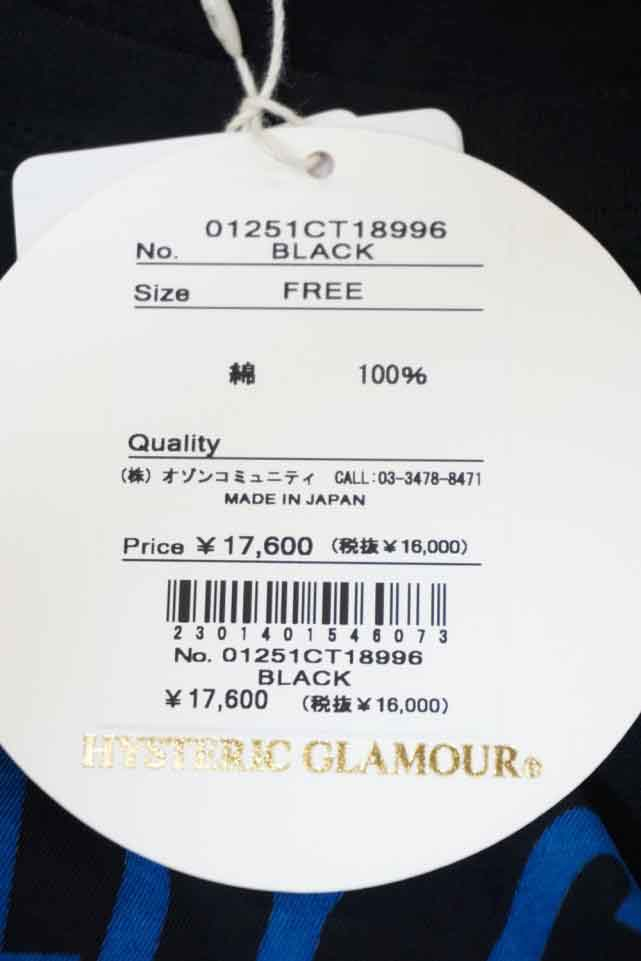 01251CT18996
No. BLACK
Size FREE
綿 100%
Quality
(株) オゾンコミュニティ CALL:03-3478-8471
MADE IN JAPAN
Price ¥17,600 (税抜¥16,000)
2301401546073
No. 01251CT18996
BLACK
¥17,600 (税抜¥16,000)
HYSTERIC GLAMOUR®